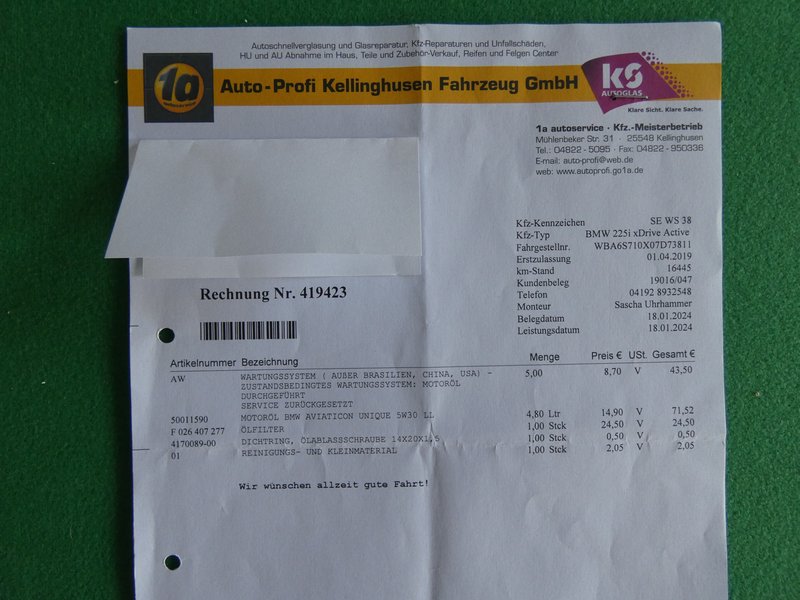 Autoschnellverglasung und Glasreparatur, Kfz-Reparaturen und Unfallschäden,
HU und AU Abnahme im Haus, Teile und Zubehör-Verkauf, Reifen und Felgen Center
1a
autoservice
Auto-Profi Kellinghusen Fahrzeug GmbH
KS
AUTOGLAS
Klare Sicht. Klare Sache.
1a autoservice · Kfz.-Meisterbetrieb
Mühlenbeker Str. 31 · 25548 Kellinghusen
Tel.: 04822 - 5095 · Fax: 04822 - 950336
E-mail: auto-profi@web.de
web: www.autoprofi.go1a.de
Kfz-Kennzeichen SE WS 38
Kfz-Typ BMW 225i xDrive Active
Fahrgestellnr. WBA6S710X07D73811
Erstzulassung 01.04.2019
km-Stand 16445
Kundenbeleg 19016/047
Telefon 04192 8932548
Monteur Sascha Uhrhammer
Belegdatum 18.01.2024
Leistungsdatum 18.01.2024
Rechnung Nr. 419423
Artikelnummer Bezeichnung Menge Preis € USt. Gesamt €
AW WARTUNGSSYSTEM ( AUßER BRASILIEN, CHINA, USA) - 5,00 8,70 V 43,50
ZUSTANDSBEDINGTES WARTUNGSSYSTEM: MOTORÖL
DURCHGEFÜHRT
SERVICE ZURÜCKGESETZT
50011590 MOTORÖL BMW AVIATICON UNIQUE 5W30 LL 4,80 Ltr 14,90 V 71,52
F 026 407 277 ÖLFILTER 1,00 Stck 24,50 V 24,50
4170089-00 DICHTRING, ÖLABLASSSCHRAUBE 14X20X1,5 1,00 Stck 0,50 V 0,50
01 REINIGUNGS- UND KLEINMATERIAL 1,00 Stck 2,05 V 2,05
Wir wünschen allzeit gute Fahrt!